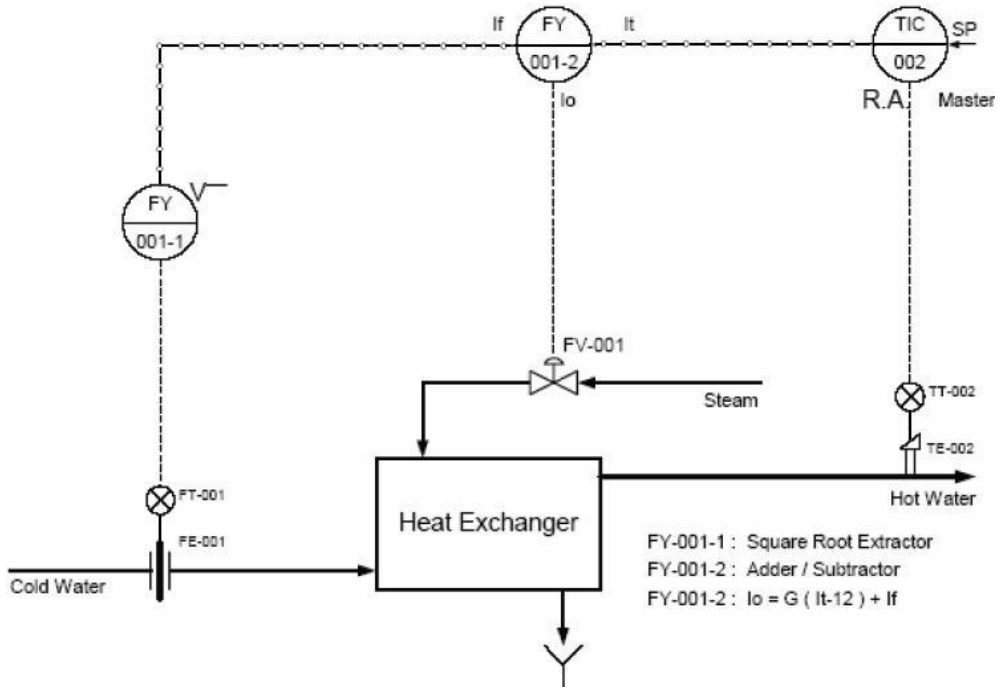 If
FY
001-2
It
TIC
002
SP
Io
R.A.
Master
FY
001-1
FV-001
Steam
TT-002
TE-002
Hot Water
FT-001
FE-001
Cold Water
Heat Exchanger
FY-001-1 : Square Root Extractor
FY-001-2 : Adder / Subtractor
FY-001-2 : Io = G ( It-12 ) + If